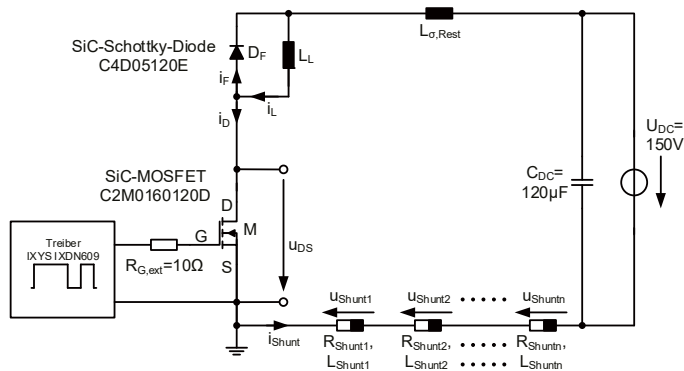 SiC-Schottky-Diode
C4D05120E
D_F
L_L
L_σ,Rest
i_F
i_L
i_D
U_DC=
150V
C_DC=
120µF
SiC-MOSFET
C2M0160120D
D
G
M
S
u_DS
Treiber
IXYS IXDN609
R_G,ext=10Ω
i_Shunt
u_Shunt1
u_Shunt2
.....
u_Shuntn
R_Shunt1,
R_Shunt2,
.....
R_Shuntn,
L_Shunt1
L_Shunt2
.....
L_Shuntn